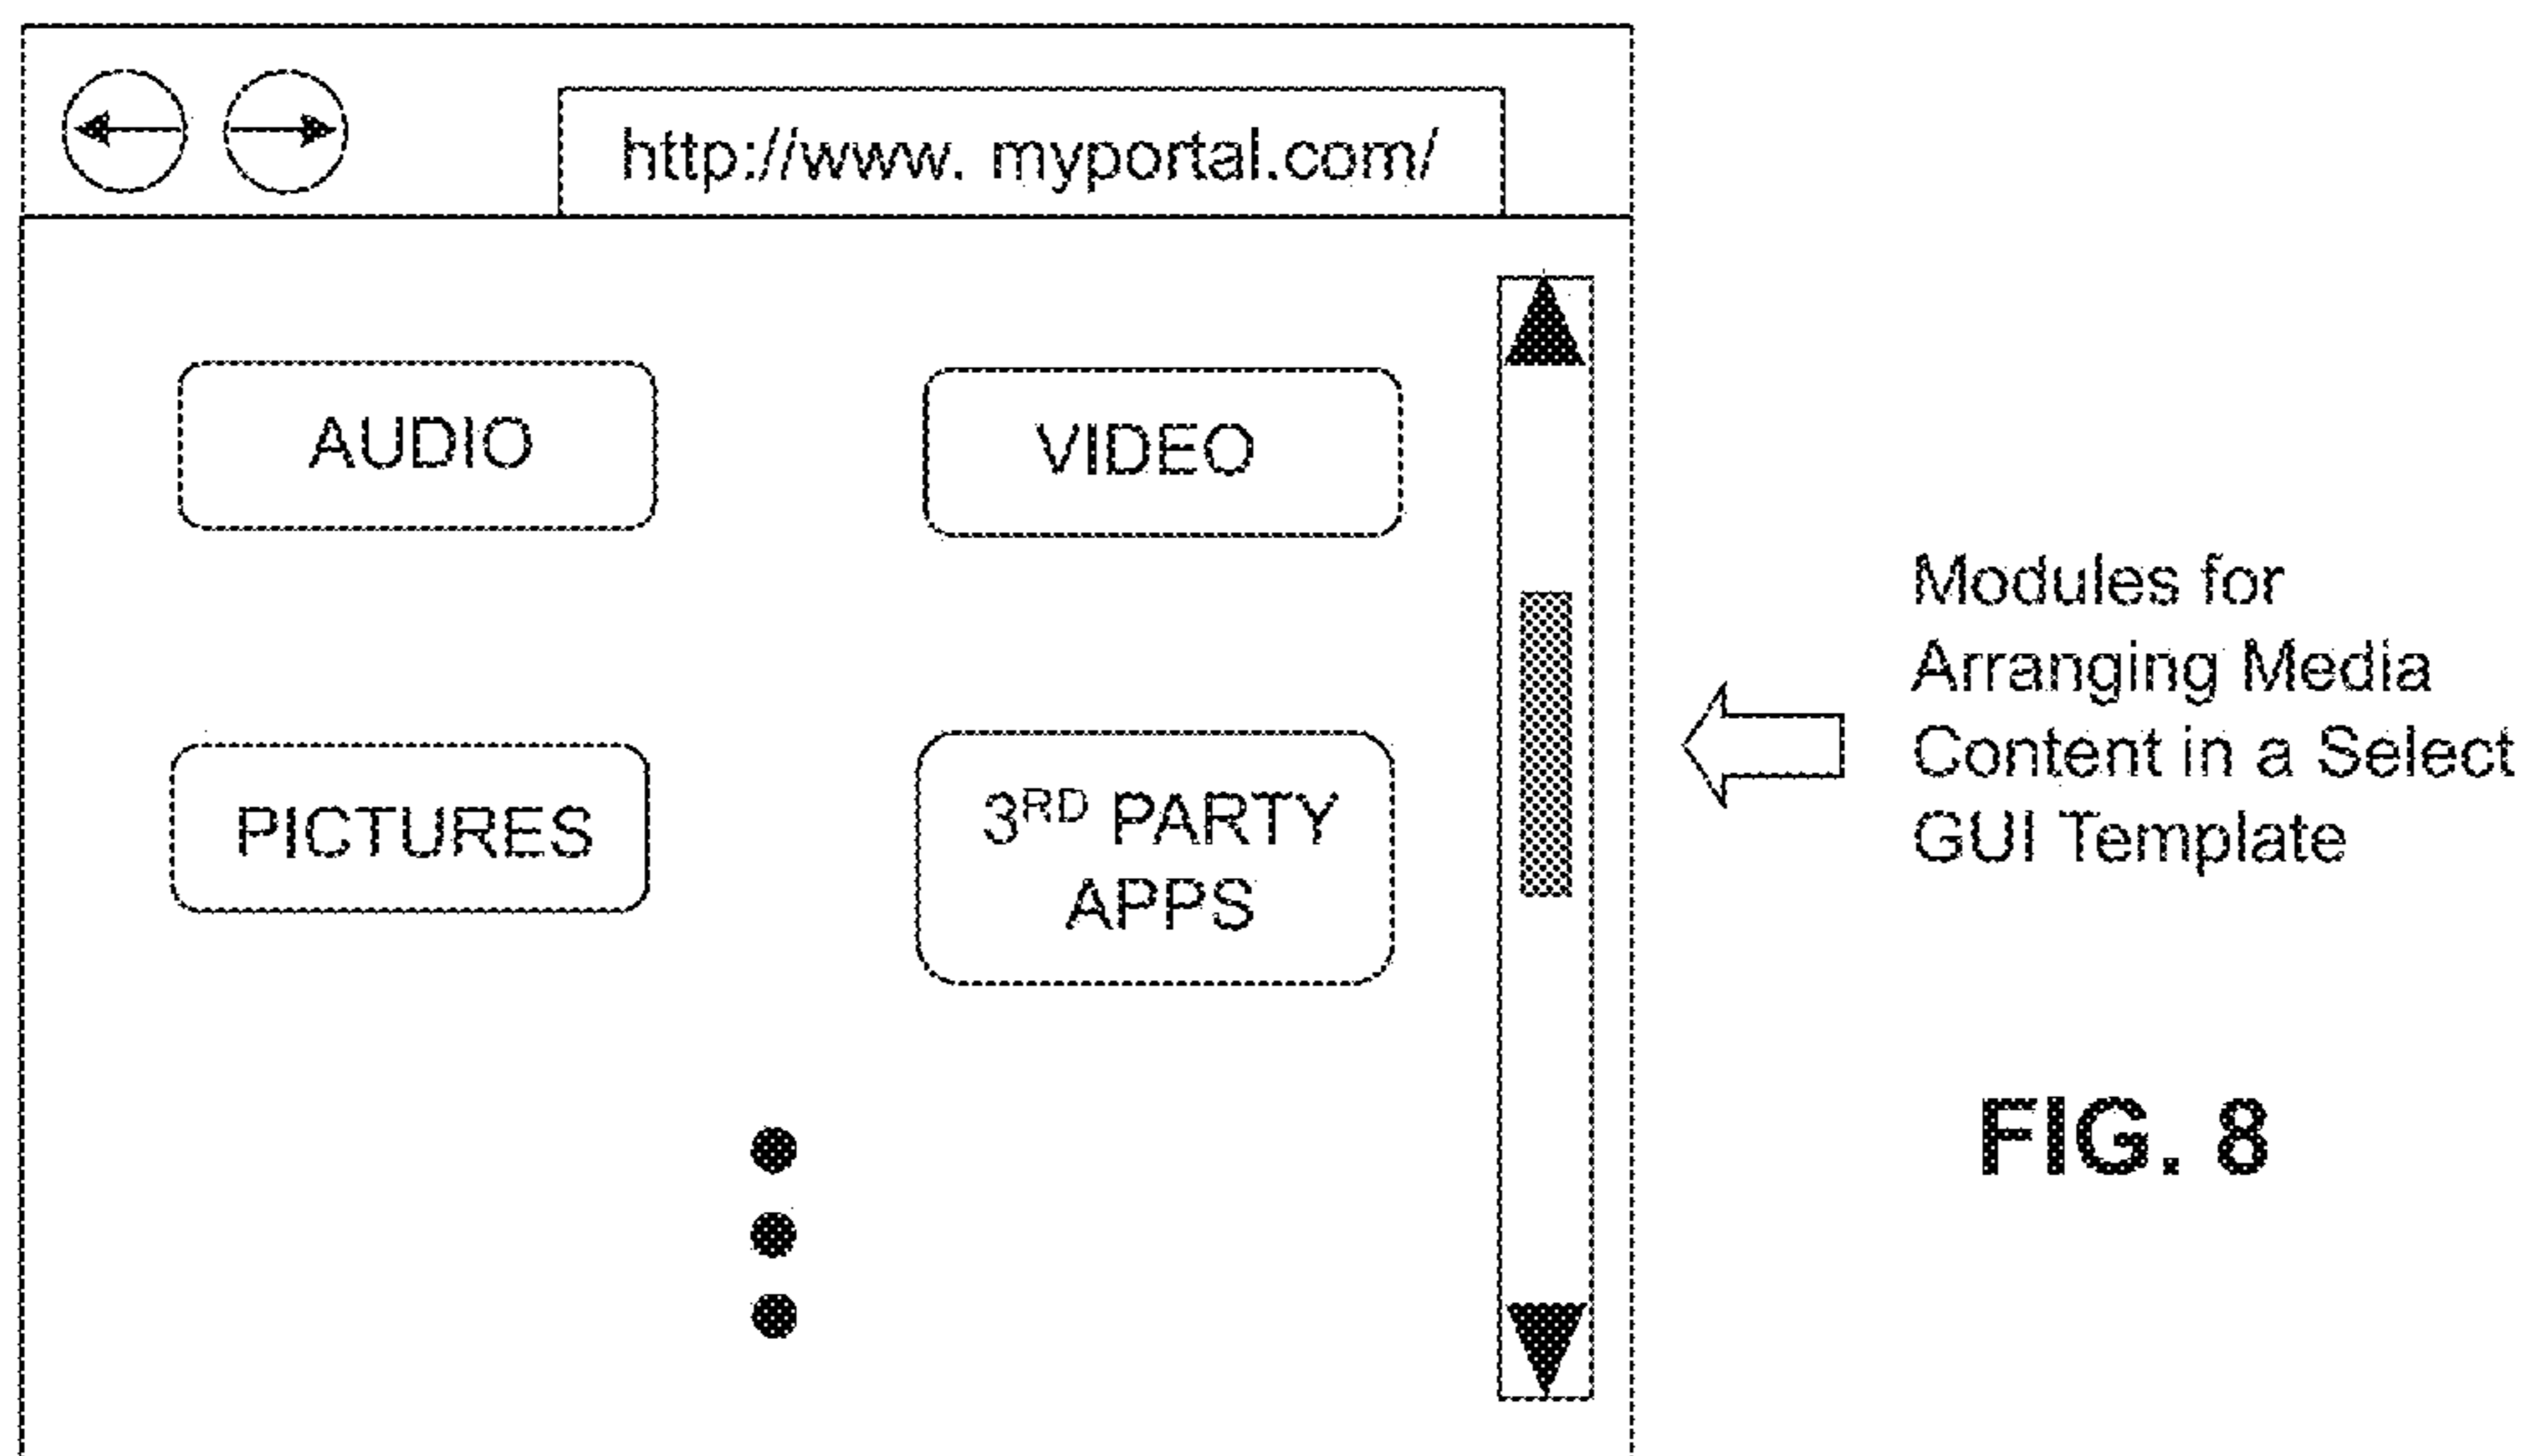 http://www. myportal.com/
AUDIO
VIDEO
PICTURES
3RD PARTY
APPS
Modules for
Arranging Media
Content in a Select
GUI Template
FIG. 8